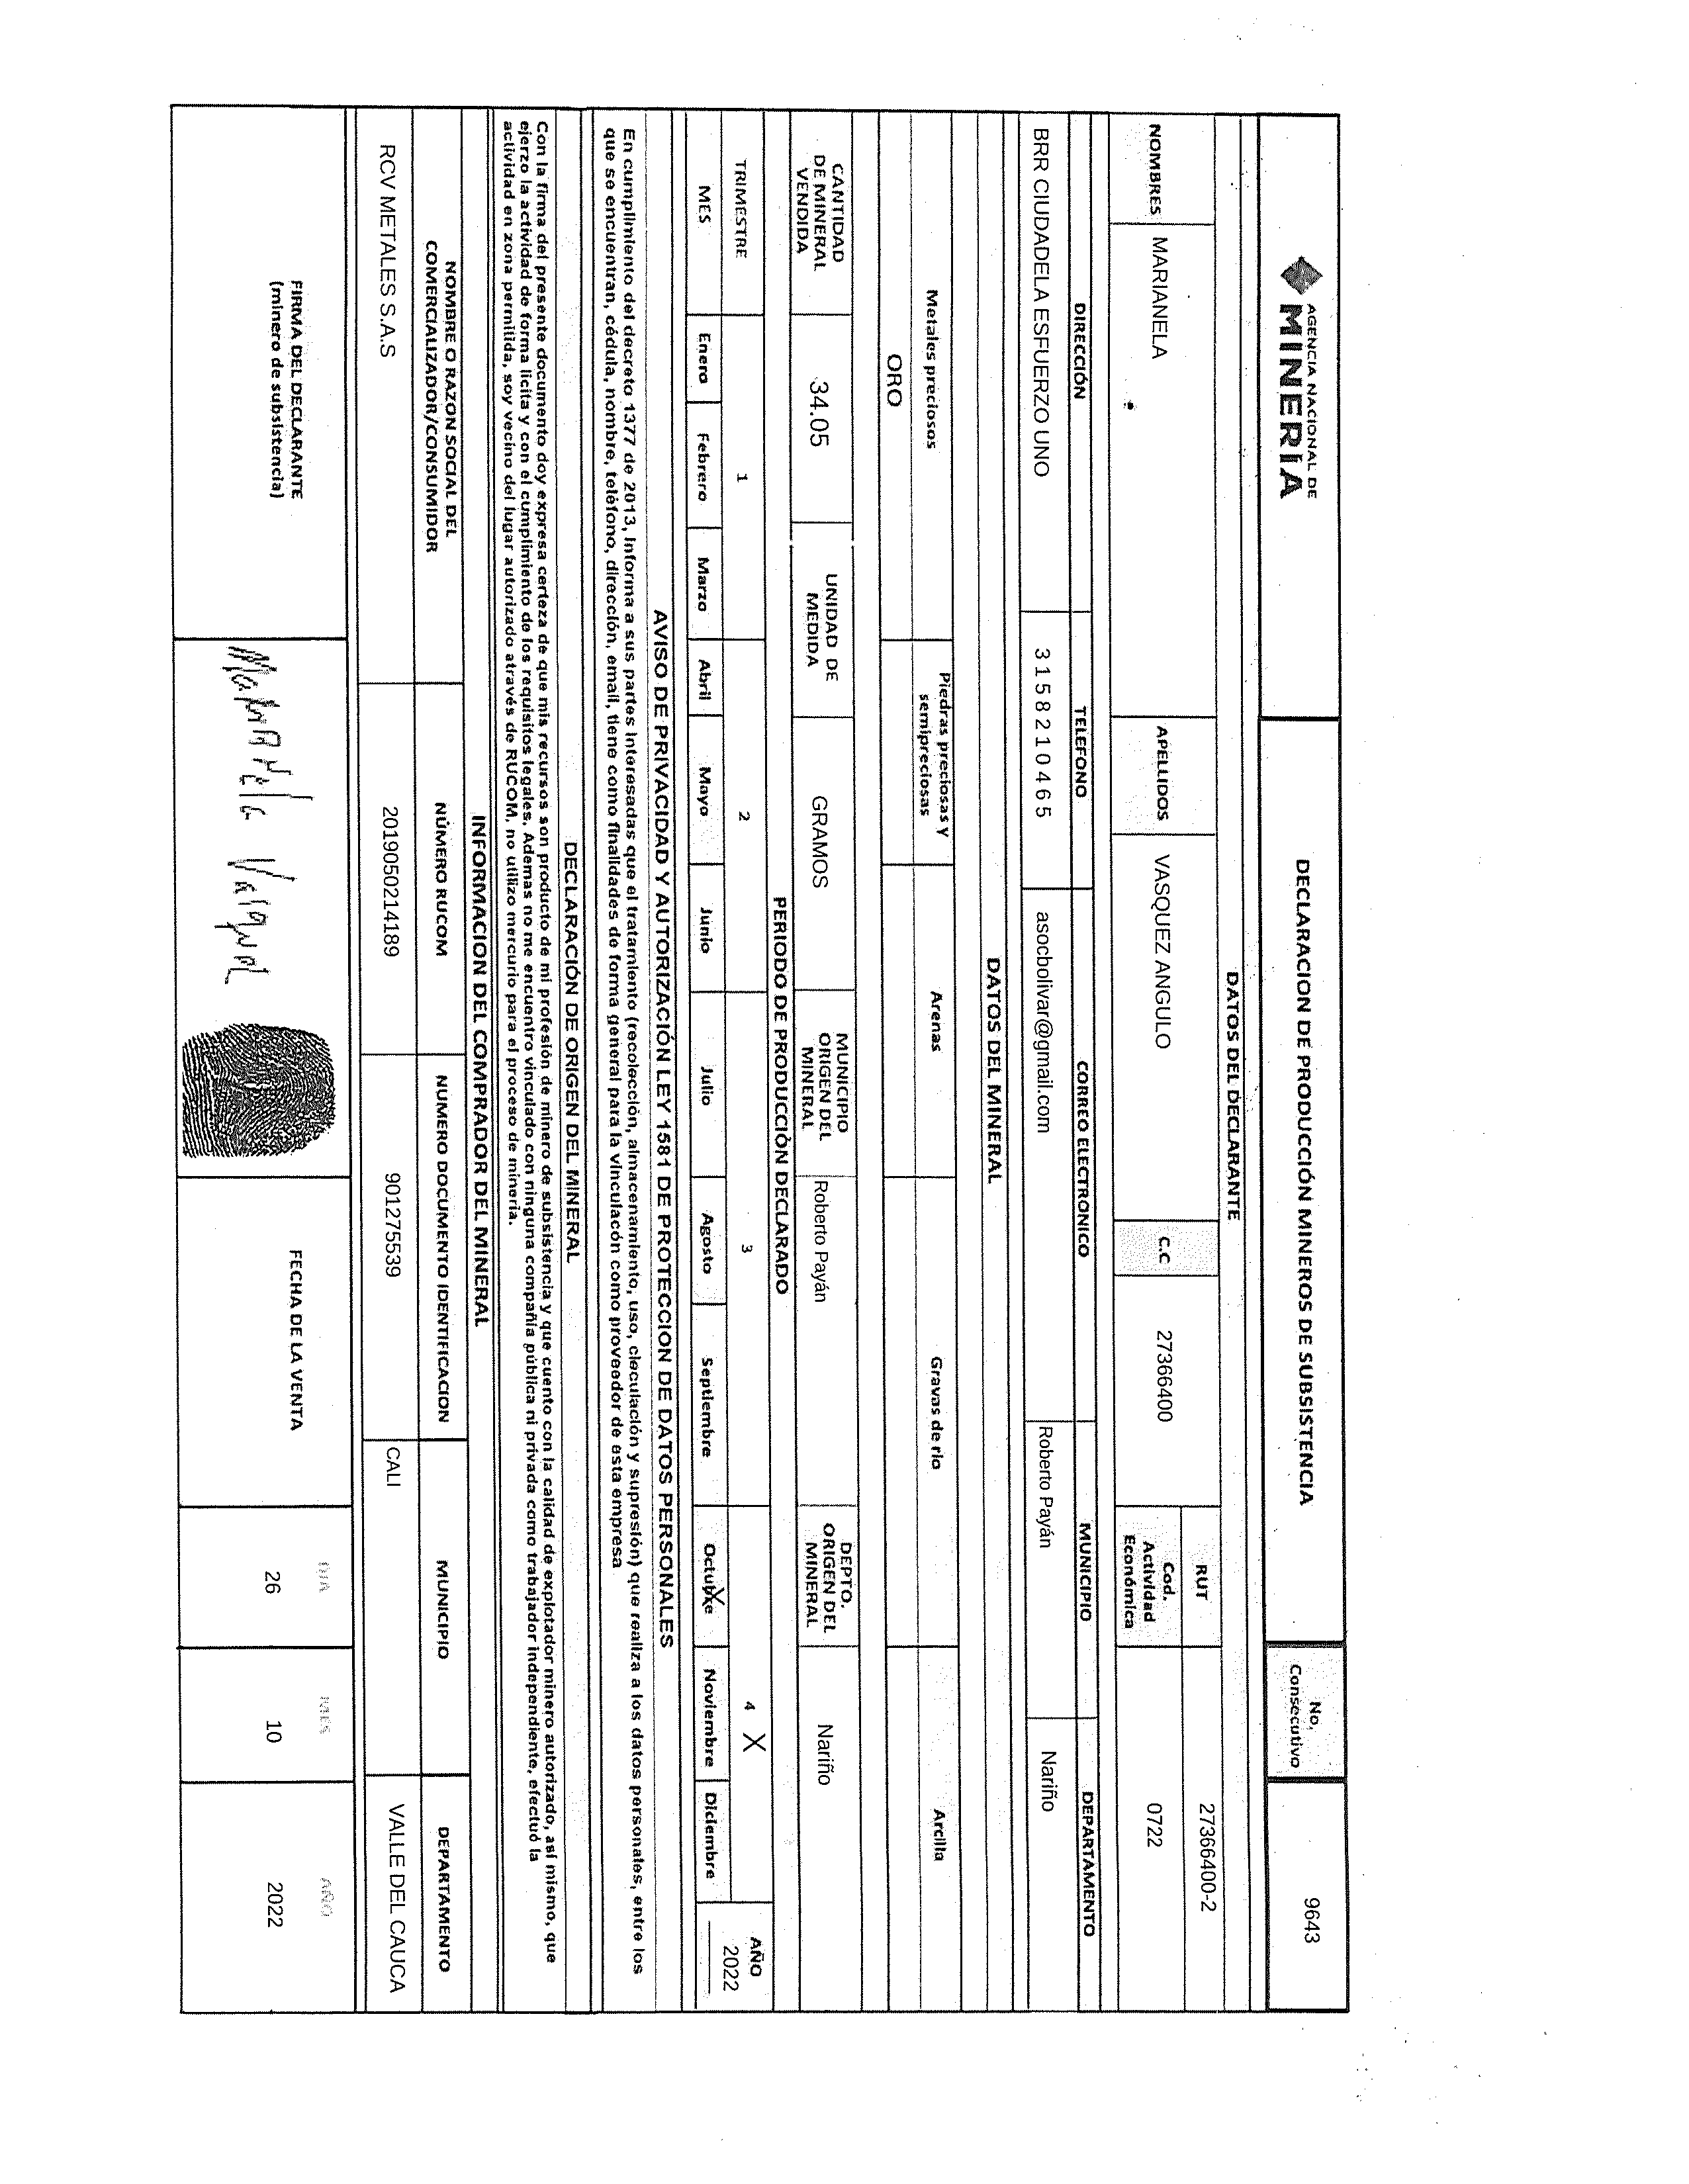 AGENCIA NACIONAL DE
MINERÍA
DECLARACION DE PRODUCCIÓN MINEROS DE SUBSISTENCIA
No. Consecutivo
9643
DATOS DEL DECLARANTE
NOMBRES
MARIANELA
APELLIDOS
VASQUEZ ANGULO
C.C
27366400
RUT
27366400-2
Cod. Actividad Económica
0722
DIRECCIÓN
TELEFONO
CORREO ELECTRONICO
MUNICIPIO
DEPARTAMENTO
BRR CIUDADELA ESFUERZO UNO
3158210465
asocbolivar@gmail.com
Roberto Payán
Nariño
DATOS DEL MINERAL
Metales preciosos
Piedras preciosas y semipreciosas
Arenas
Gravas de rio
Arcilla
ORO
CANTIDAD DE MINERAL VENDIDA
34.05
UNIDAD DE MEDIDA
GRAMOS
MUNICIPIO ORIGEN DEL MINERAL
Roberto Payán
DEPTO. ORIGEN DEL MINERAL
Nariño
PERIODO DE PRODUCCIÓN DECLARADO
TRIMESTRE
1
2
3
4 X
AÑO
2022
MES
Enero
Febrero
Marzo
Abril
Mayo
Junio
Julio
Agosto
Septiembre
Octubre X
Noviembre
Diciembre
AVISO DE PRIVACIDAD Y AUTORIZACIÓN LEY 1581 DE PROTECCION DE DATOS PERSONALES
En cumplimiento del decreto 1377 de 2013, Informa a sus partes Interesadas que el tratamiento (recolección, almacenamiento, uso, circulación y supresión) que realiza a los datos personales, entre los
que se encuentran, cédula, nombre, teléfono, dirección, email, tiene como finalidades de forma general para la vinculación como proveedor de esta empresa
DECLARACIÓN DE ORIGEN DEL MINERAL
Con la firma del presente documento doy expresa certeza de que mis recursos son producto de mi profesión de minero de subsistencia y que cuento con la calidad de explotador minero autorizado, así mismo, que
ejerzo la actividad de forma licita y con el cumplimiento de los requisitos legales, Ademas no me encuentro vinculado con ninguna compañia pública ni privada como trabajador independiente, efectuó la
actividad en zona permitida, soy vecino del lugar autorizado através de RUCOM, no utilizo mercurio para el proceso de mineria.
INFORMACION DEL COMPRADOR DEL MINERAL
NOMBRE O RAZON SOCIAL DEL COMERCIALIZADOR/CONSUMIDOR
NÚMERO RUCOM
NUMERO DOCUMENTO IDENTIFICACION
MUNICIPIO
DEPARTAMENTO
RCV METALES S.A.S
2019050214189
901275539
CALI
VALLE DEL CAUCA
FIRMA DEL DECLARANTE
(minero de subsistencia)
Marianela Vasquez
FECHA DE LA VENTA
DIA
MES
AÑO
26
10
2022